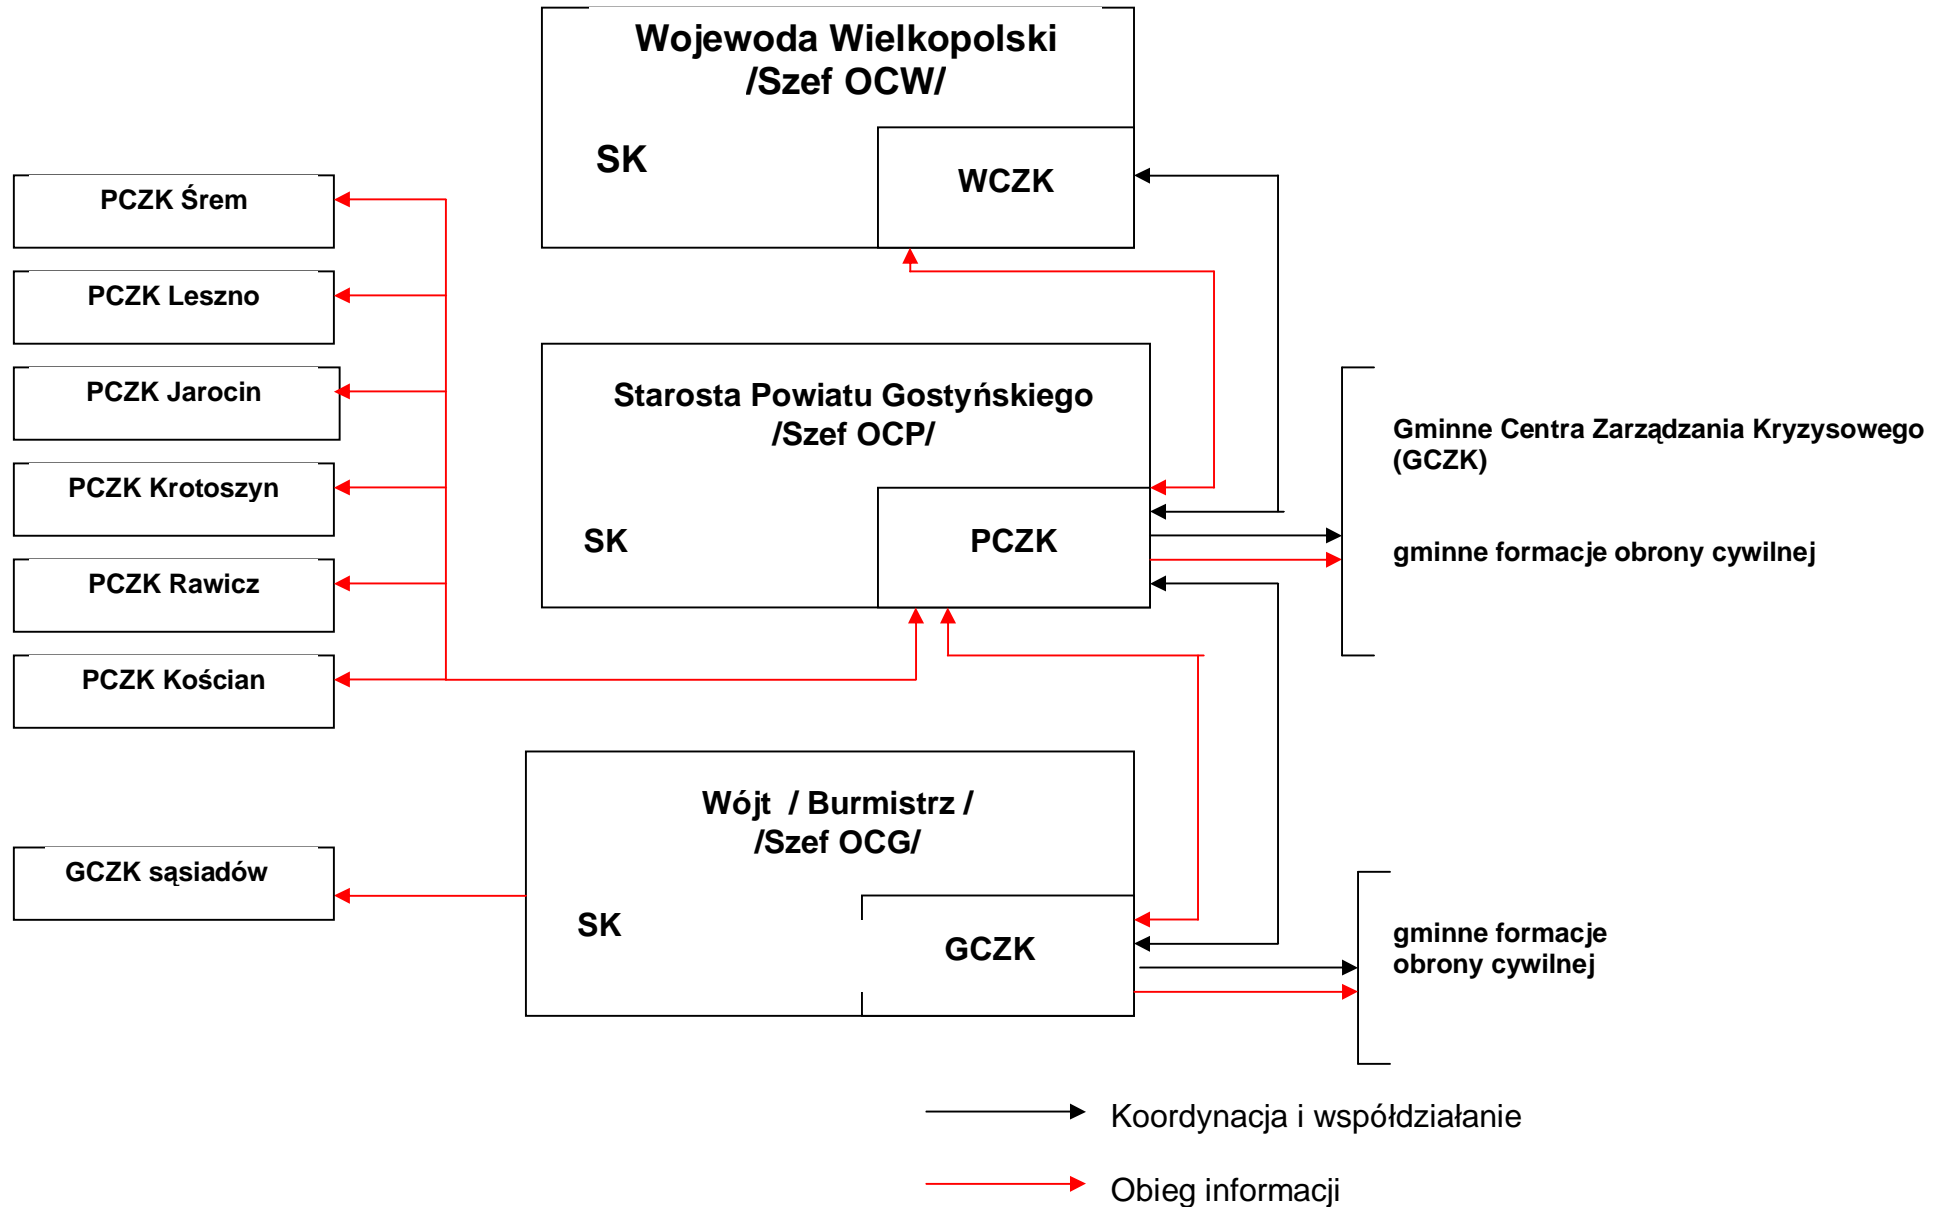 Wojewoda Wielkopolski
/Szef OCW/
SK
WCZK
PCZK Śrem
PCZK Leszno
PCZK Jarocin
PCZK Krotoszyn
PCZK Rawicz
PCZK Kościan
Starosta Powiatu Gostyńskiego
/Szef OCP/
SK
PCZK
Gminne Centra Zarządzania Kryzysowego
(GCZK)
gminne formacje obrony cywilnej
Wójt / Burmistrz /
/Szef OCG/
SK
GCZK
GCZK sąsiadów
gminne formacje
obrony cywilnej
Koordynacja i współdziałanie
Obieg informacji